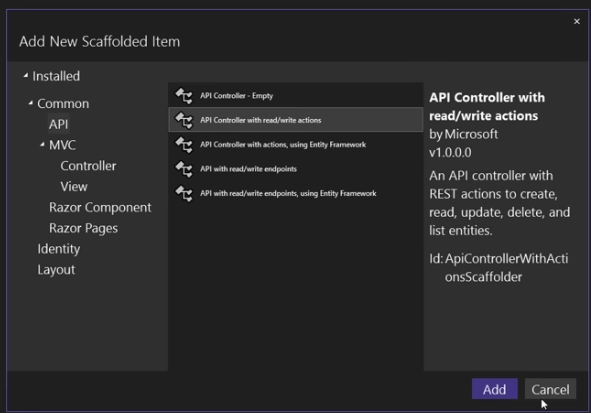 Add New Scaffolded Item
Installed
Common
API
MVC
Controller
View
Razor Component
Razor Pages
Identity
Layout
API Controller - Empty
API Controller with read/write actions
API Controller with actions, using Entity Framework
API with read/write endpoints
API with read/write endpoints, using Entity Framework
API Controller with
read/write actions
by Microsoft
v1.0.0.0
An API controller with
REST actions to create,
read, update, delete, and
list entities.
Id: ApiControllerWithActi
onsScaffolder
Add
Cancel